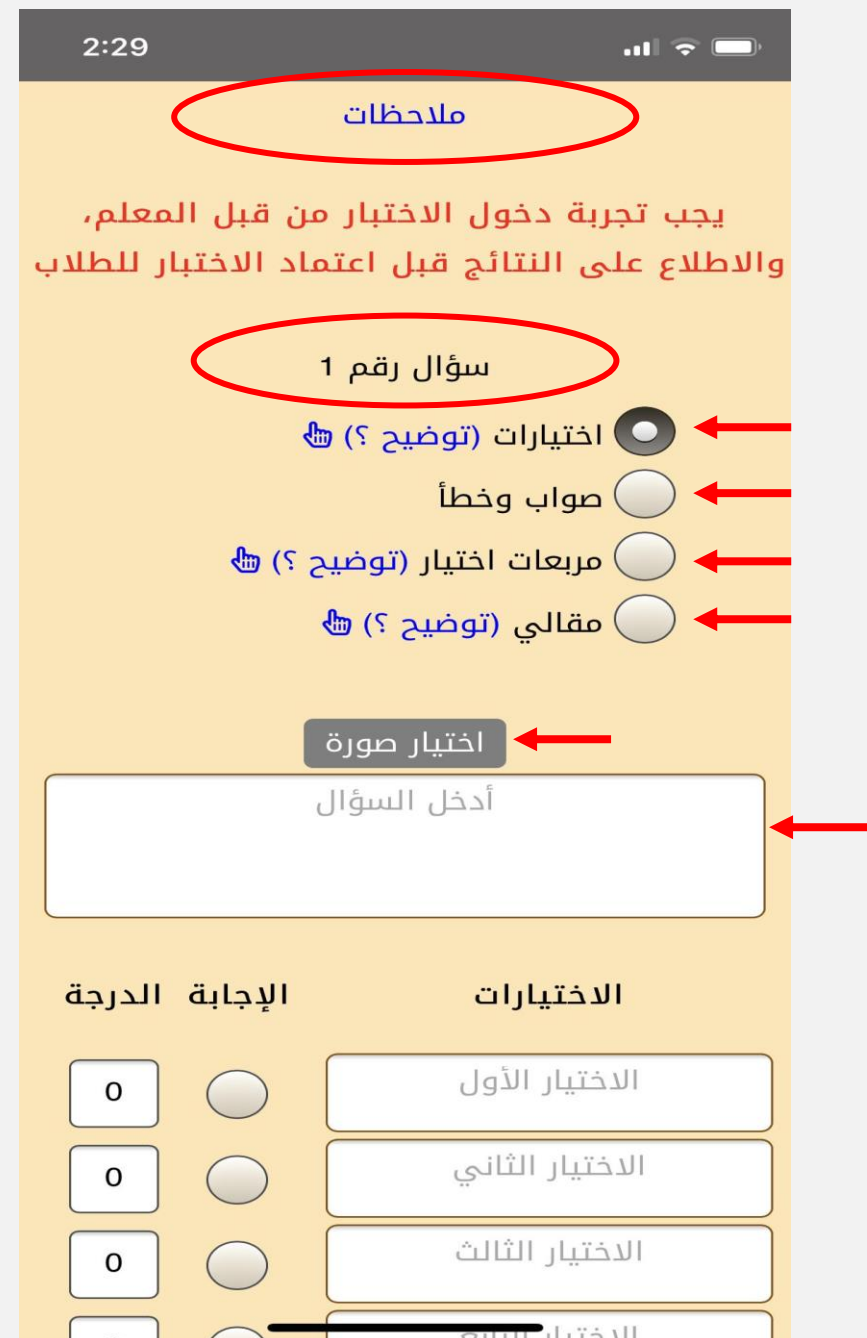 2:29
ملاحظات
يجب تجربة دخول الاختبار من قبل المعلم،
والاطلاع على النتائج قبل اعتماد الاختبار للطلاب
سؤال رقم 1
اختيارات (توضيح ؟)
صواب وخطأ
مربعات اختيار (توضيح ؟)
مقالي (توضيح ؟)
اختيار صورة
أدخل السؤال
الاختيارات الإجابة الدرجة
الاختيار الأول 0
الاختيار الثاني 0
الاختيار الثالث 0